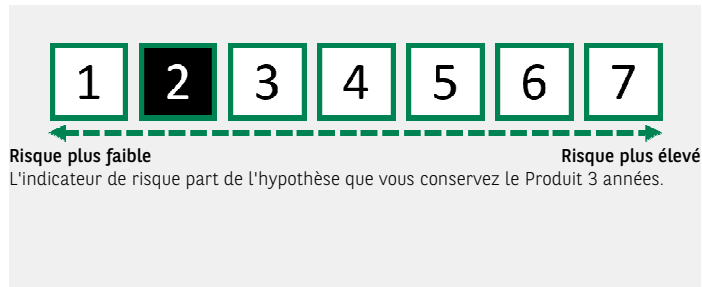 1 2 3 4 5 6 7
Risque plus faible Risque plus élevé
L'indicateur de risque part de l'hypothèse que vous conservez le Produit 3 années.